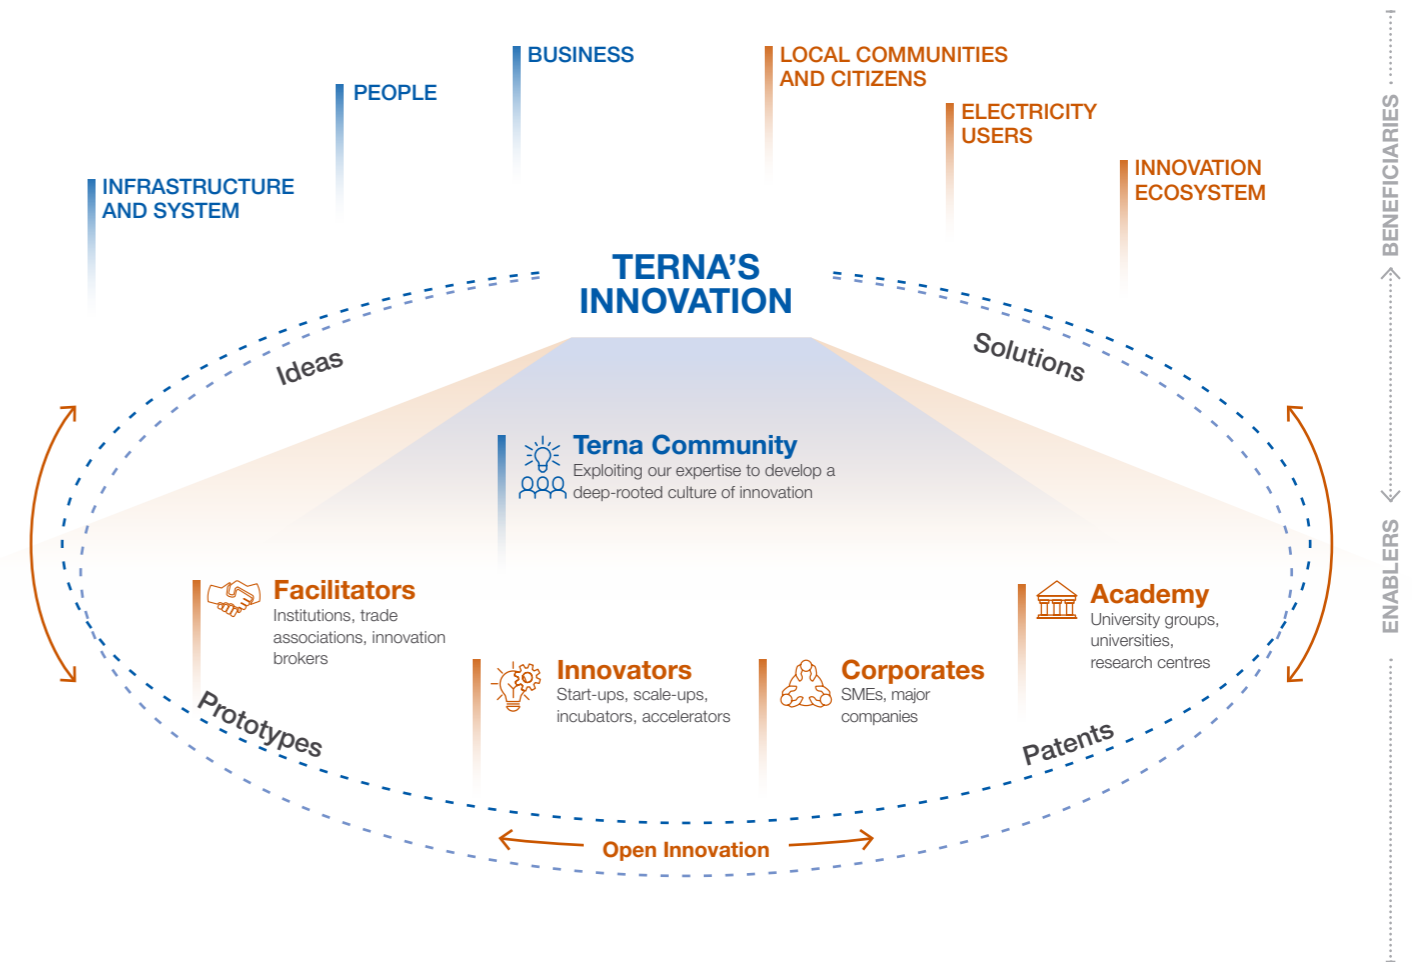 BUSINESS
LOCAL COMMUNITIES
AND CITIZENS
PEOPLE
ELECTRICITY
USERS
INFRASTRUCTURE
AND SYSTEM
INNOVATION
ECOSYSTEM
BENEFICIARIES
TERNA'S
INNOVATION
Ideas
Solutions
Terna Community
Exploiting our expertise to develop a
deep-rooted culture of innovation
ENABLERS
Facilitators
Institutions, trade
associations, innovation
brokers
Academy
University groups,
universities,
research centres
Innovators
Start-ups, scale-ups,
incubators, accelerators
Corporates
SMEs, major
companies
Prototypes
Patents
Open Innovation